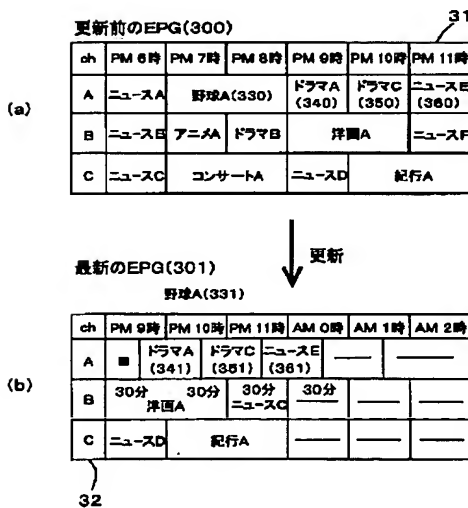 更新前のEPG(300)
31
(a)
ch PM 6時 PM 7時 PM 8時 PM 9時 PM 10時 PM 11時
A ニュースA 野球A(330) ドラマA (340) ドラマC (350) ニュースE (360)
B ニュースB アニメA ドラマB 洋画A ニュースF
C ニュースC コンサートA ニュースD 紀行A
更新
最新のEPG(301)
野球A(331)
(b)
ch PM 9時 PM 10時 PM 11時 AM 0時 AM 1時 AM 2時
A ■ ドラマA (341) ドラマC (351) ニュースE (361)
30分 30分 30分 30分
B 洋画A ニュースC
C ニュースD 紀行A
32